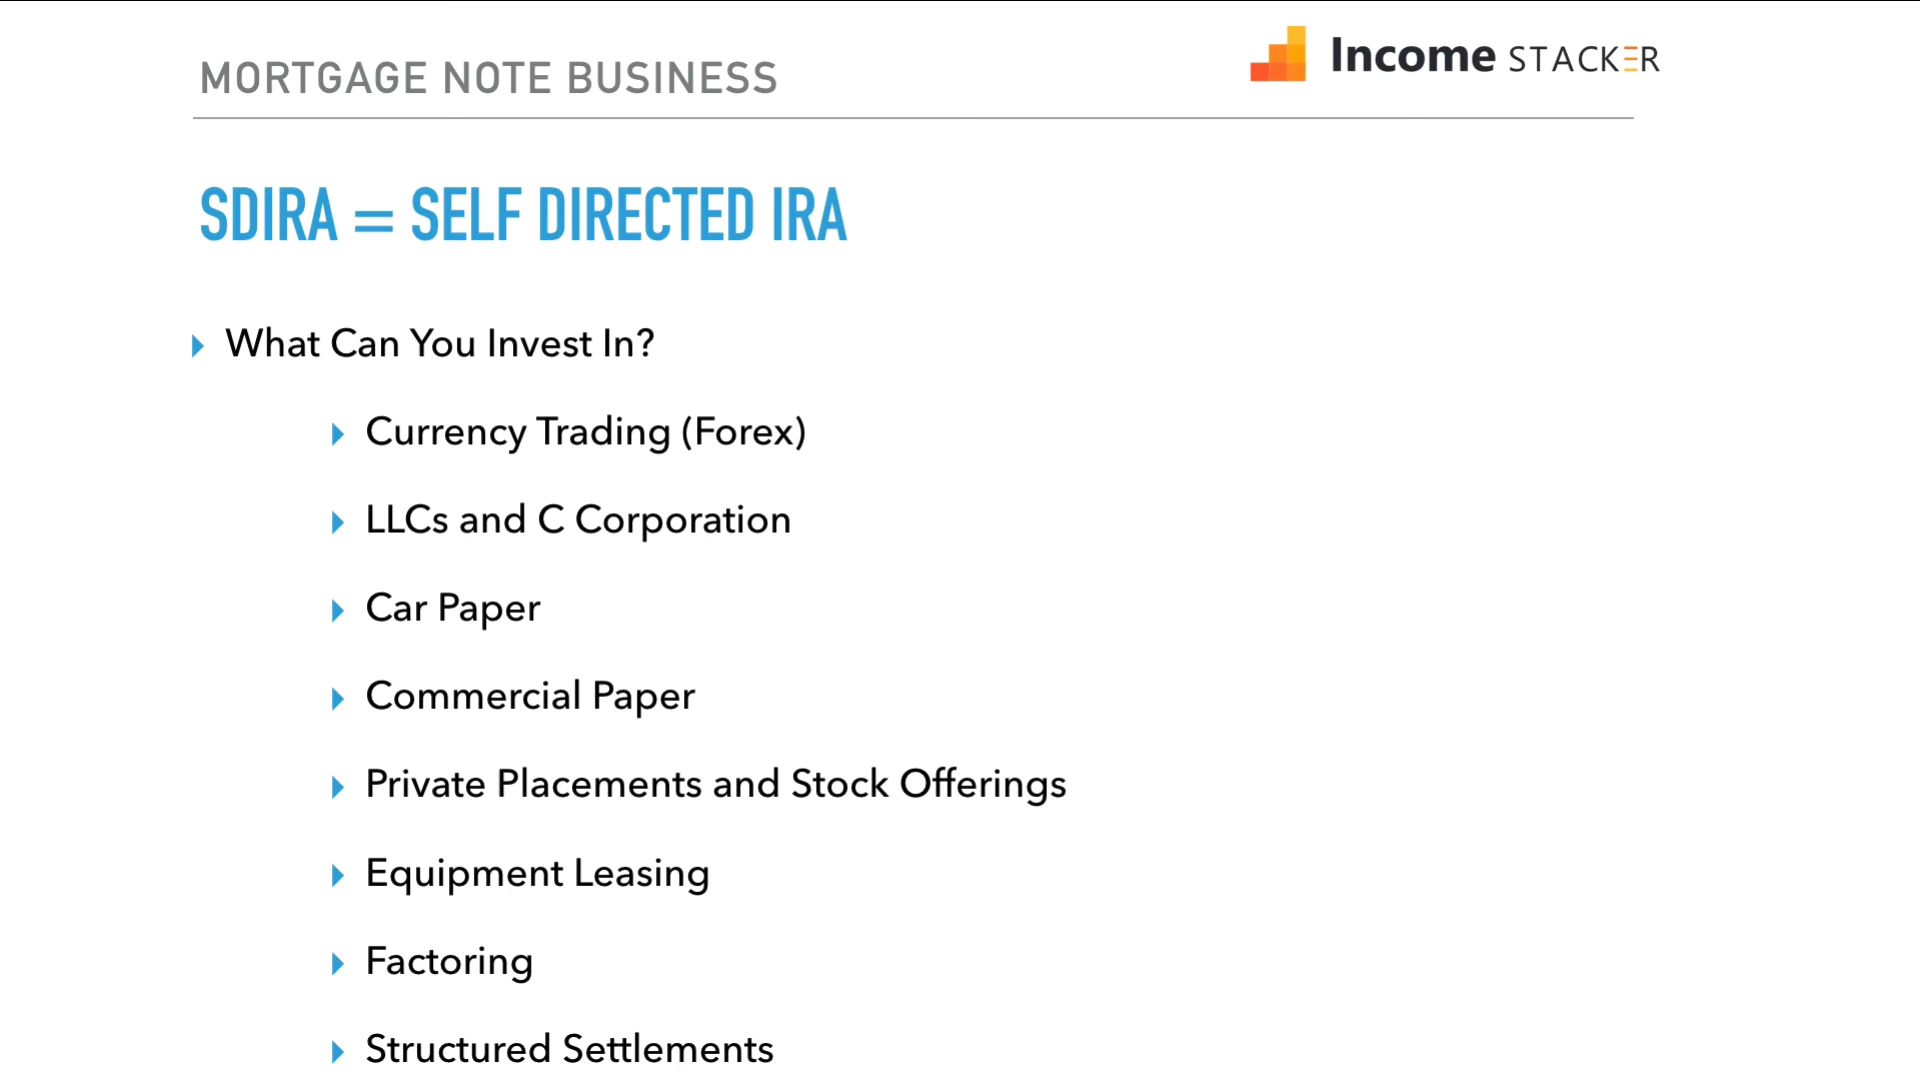 MORTGAGE NOTE BUSINESS
Income STACKER
SDIRA = SELF DIRECTED IRA
What Can You Invest In?
Currency Trading (Forex)
LLCs and C Corporation
Car Paper
Commercial Paper
Private Placements and Stock Offerings
Equipment Leasing
Factoring
Structured Settlements